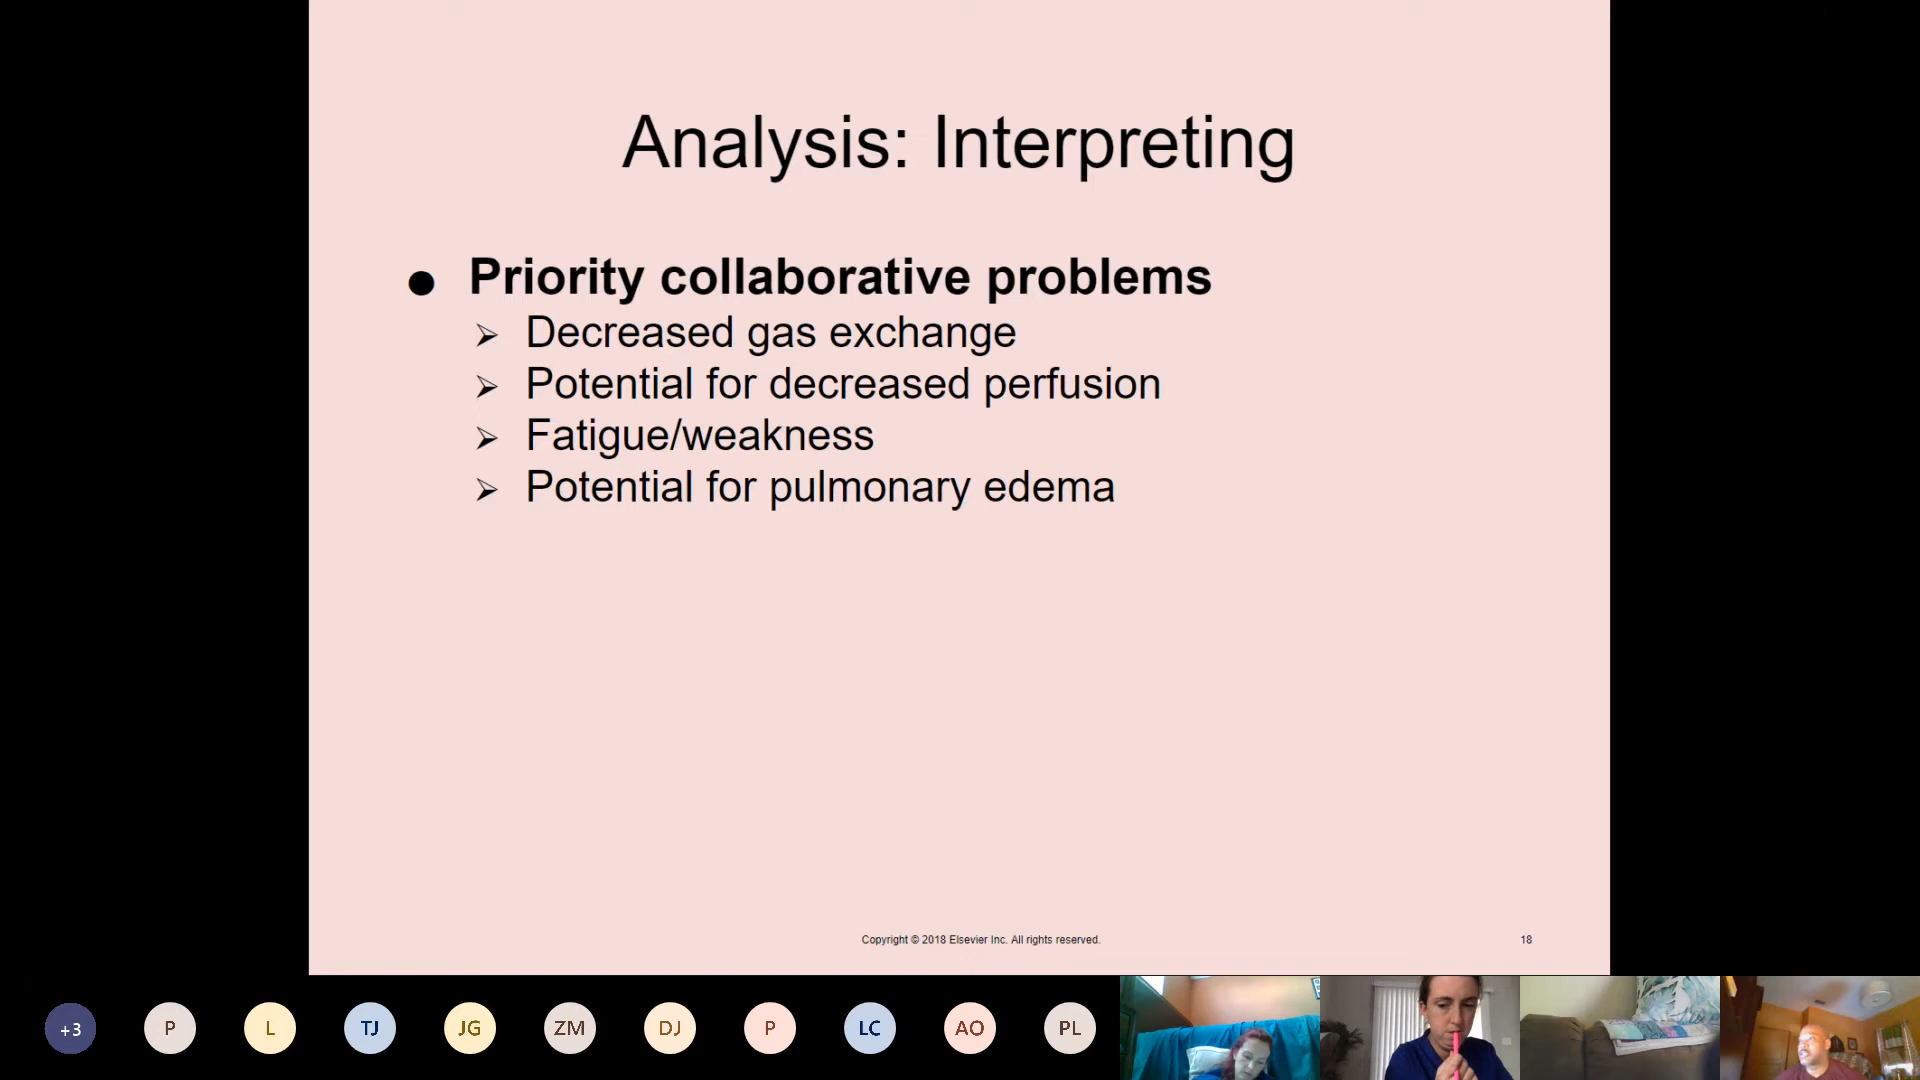 Analysis: Interpreting
● Priority collaborative problems
➢ Decreased gas exchange
➢ Potential for decreased perfusion
➢ Fatigue/weakness
➢ Potential for pulmonary edema
Copyright © 2018 Elsevier Inc. All rights reserved.
18
+3 P L TJ JG ZM DJ P LC AO PL